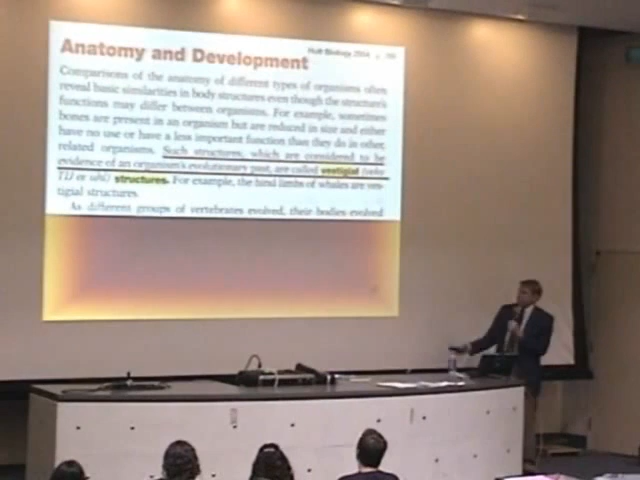 Anatomy and Development
Holt Biology 2004
Comparisons of the anatomy of different types of organisms often
reveal basic similarities in body structures even though the structure's
functions may differ between organisms. For example, sometimes
bones are present in an organism but are reduced in size and either
have no use or have a less important function than they do in other,
related organisms. Such structures, which are considered to be
evidence of an organism's evolutionary past, are called vestigial (vehs
TIJ ee uhl) structures. For example, the hind limbs of whales are ves-
tigial structures.
As different groups of vertebrates evolved, their bodies evolved